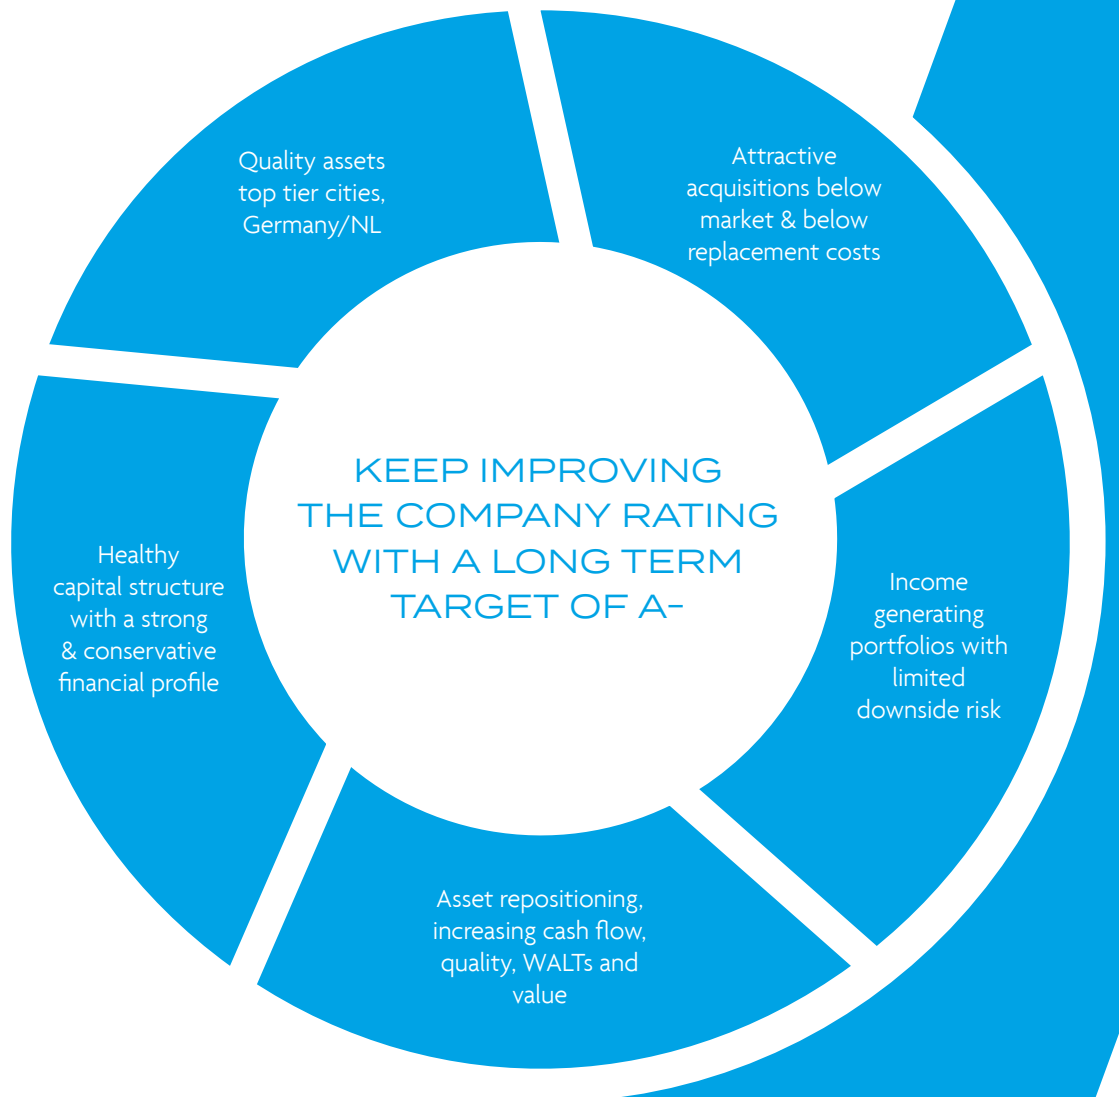 Quality assets
top tier cities,
Germany/NL
Attractive
acquisitions below
market & below
replacement costs
KEEP IMPROVING
THE COMPANY RATING
WITH A LONG TERM
TARGET OF A-
Healthy
capital structure
with a strong
& conservative
financial profile
Income
generating
portfolios with
limited
downside risk
Asset repositioning,
increasing cash flow,
quality, WALTs and
value